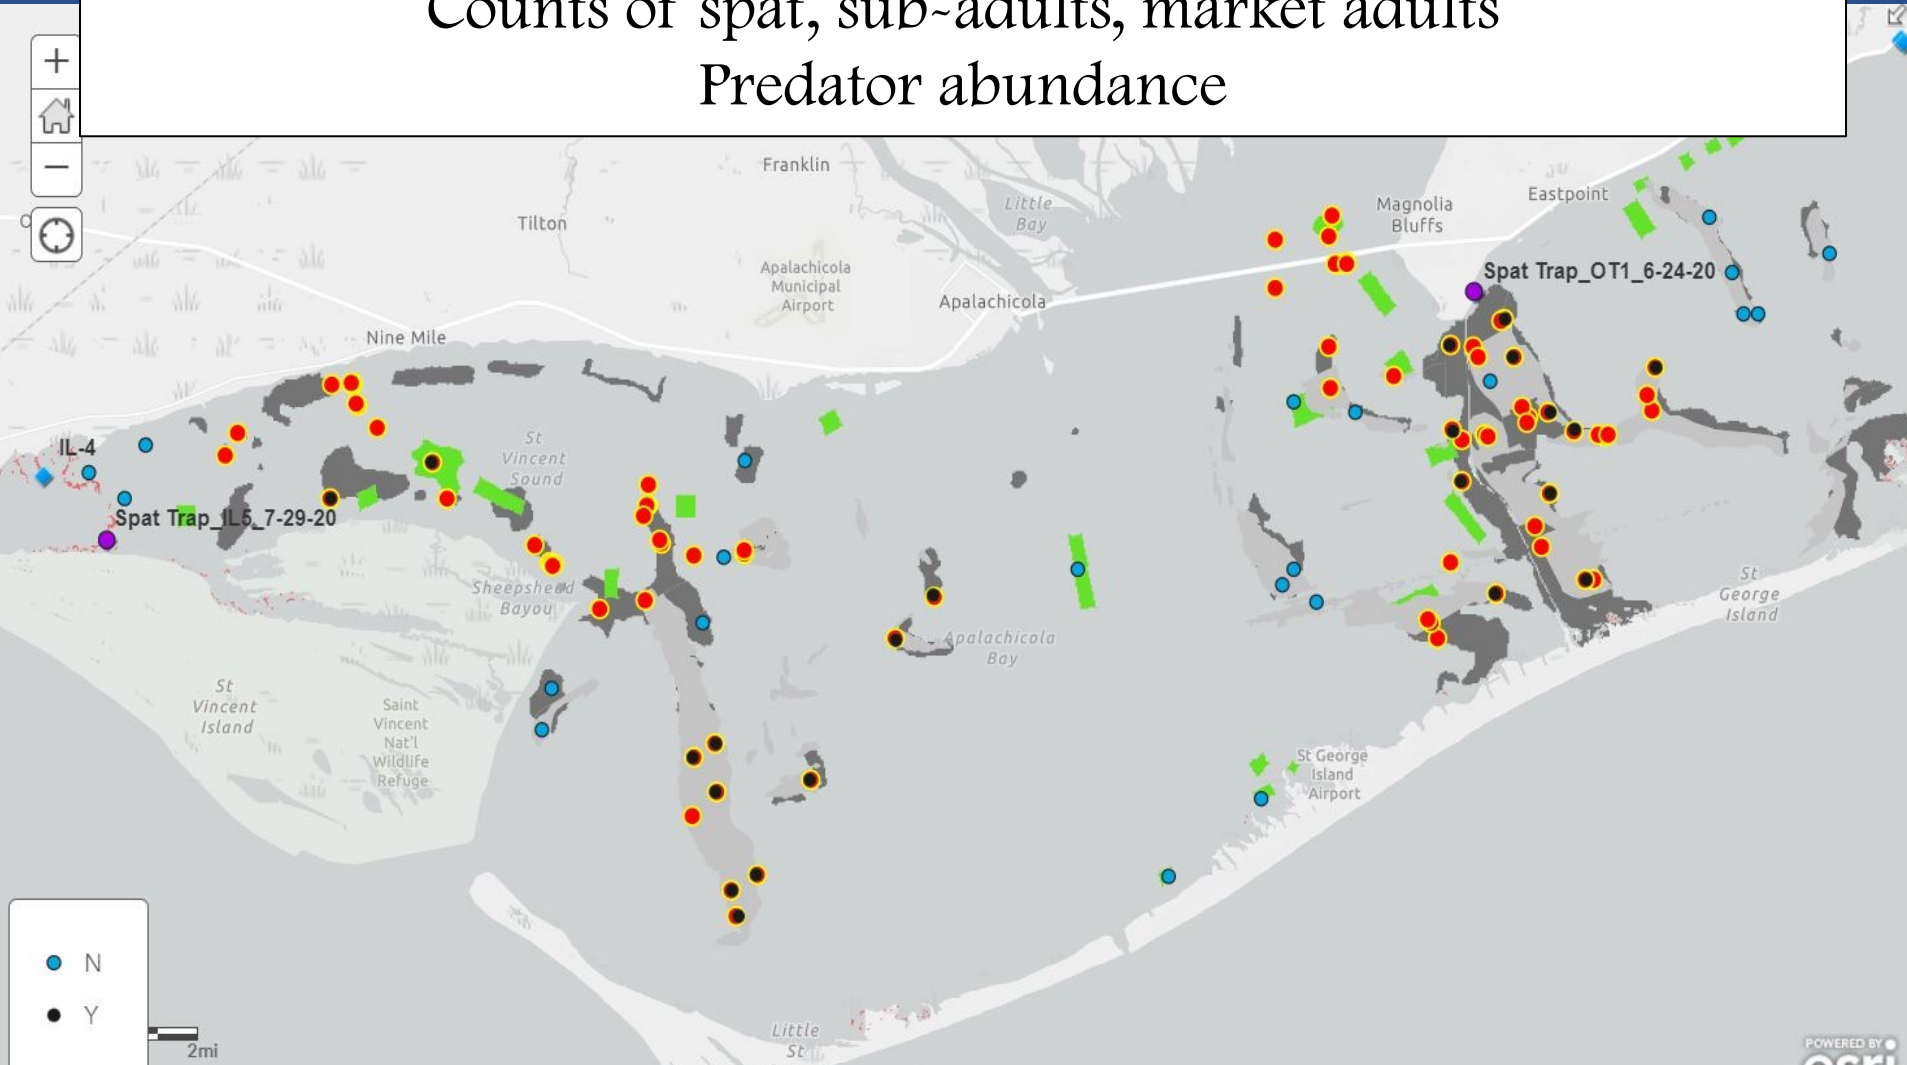 Counts of spat, sub-adults, market adults
Predator abundance
Franklin
Tilton
Little
Bay
Magnolia
Bluffs
Eastpoint
Apalachicola
Municipal
Airport
Apalachicola
Spat Trap_OT1_6-24-20
Nine Mile
IL-4
St
Vincent
Sound
Spat Trap_IL5_7-29-20
Sheepshead
Bayou
Apalachicola
Bay
St
George
Island
St
Vincent
Island
Saint
Vincent
Nat'l
Wildlife
Refuge
St George
Island
Airport
N
Y
2mi
Little
St
POWERED BY
esri